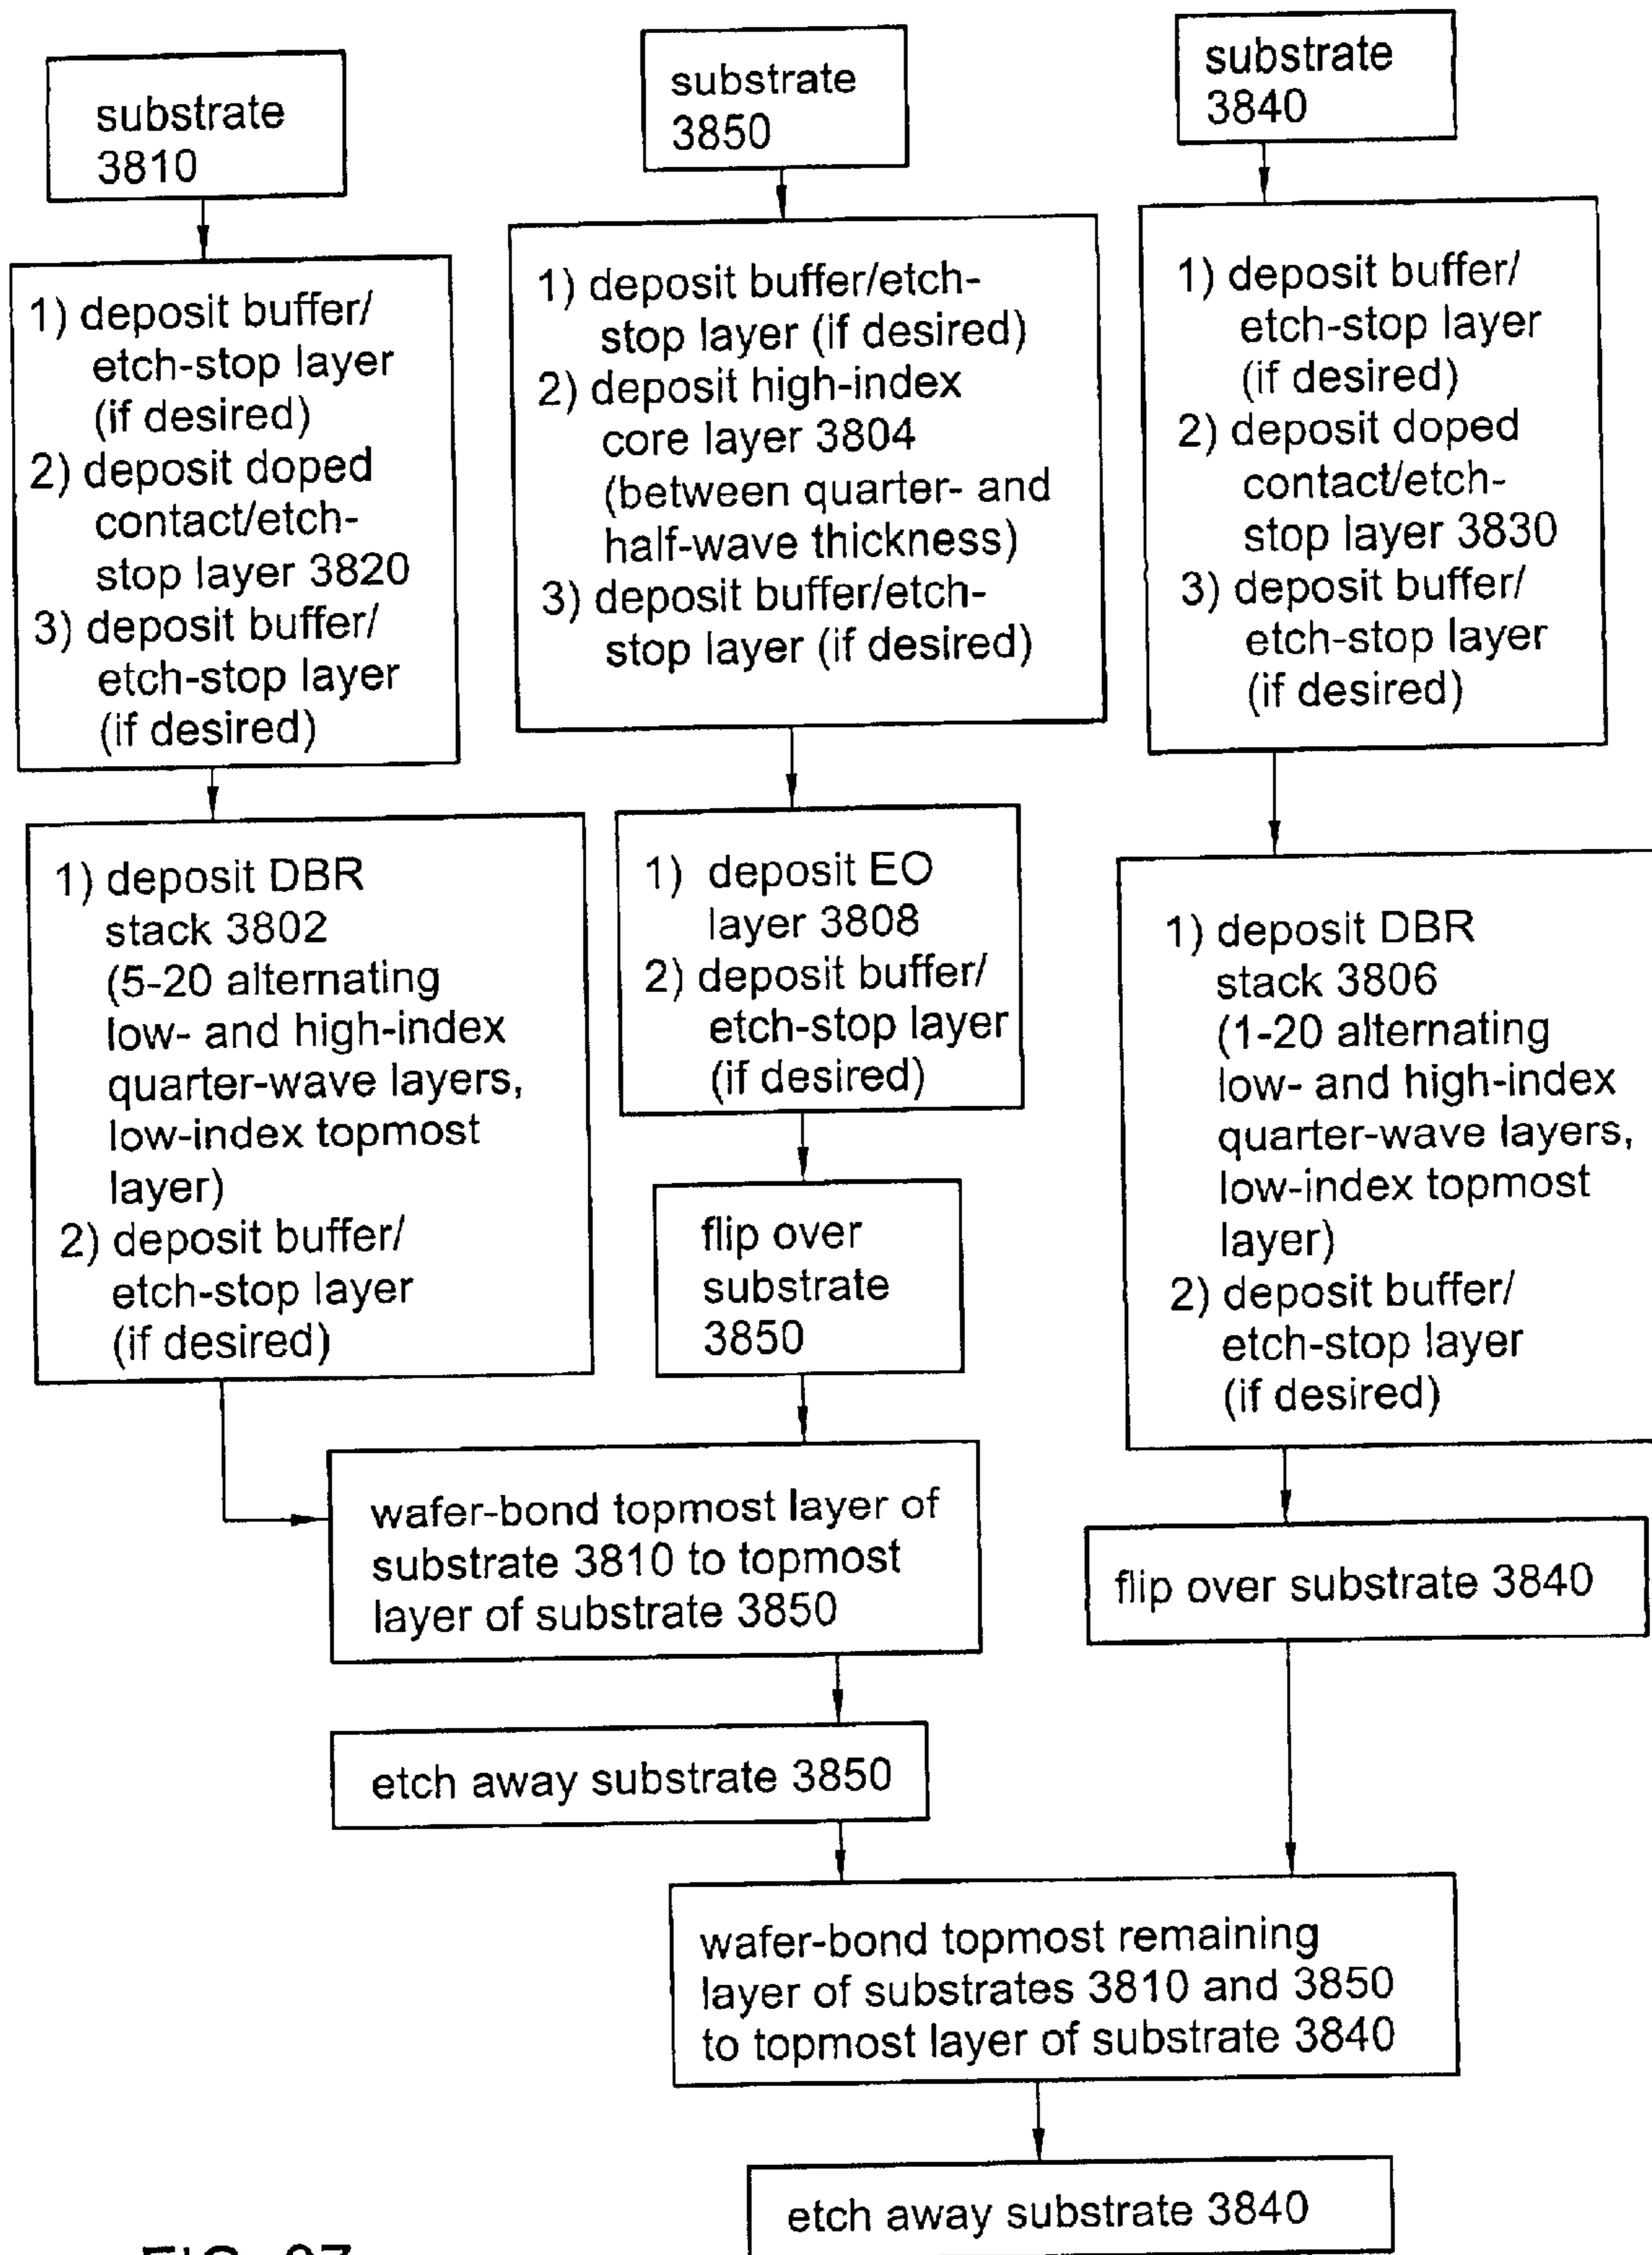 substrate
3810
substrate
3850
substrate
3840
1) deposit buffer/
etch-stop layer
(if desired)
2) deposit doped
contact/etch-
stop layer 3820
3) deposit buffer/
etch-stop layer
(if desired)
1) deposit buffer/etch-
stop layer (if desired)
2) deposit high-index
core layer 3804
(between quarter- and
half-wave thickness)
3) deposit buffer/etch-
stop layer (if desired)
1) deposit buffer/
etch-stop layer
(if desired)
2) deposit doped
contact/etch-
stop layer 3830
3) deposit buffer/
etch-stop layer
(if desired)
1) deposit DBR
stack 3802
(5-20 alternating
low- and high-index
quarter-wave layers,
low-index topmost
layer)
2) deposit buffer/
etch-stop layer
(if desired)
1) deposit EO
layer 3808
2) deposit buffer/
etch-stop layer
(if desired)
1) deposit DBR
stack 3806
(1-20 alternating
low- and high-index
quarter-wave layers,
low-index topmost
layer)
2) deposit buffer/
etch-stop layer
(if desired)
flip over
substrate
3850
wafer-bond topmost layer of
substrate 3810 to topmost
layer of substrate 3850
flip over substrate 3840
etch away substrate 3850
wafer-bond topmost remaining
layer of substrates 3810 and 3850
to topmost layer of substrate 3840
etch away substrate 3840